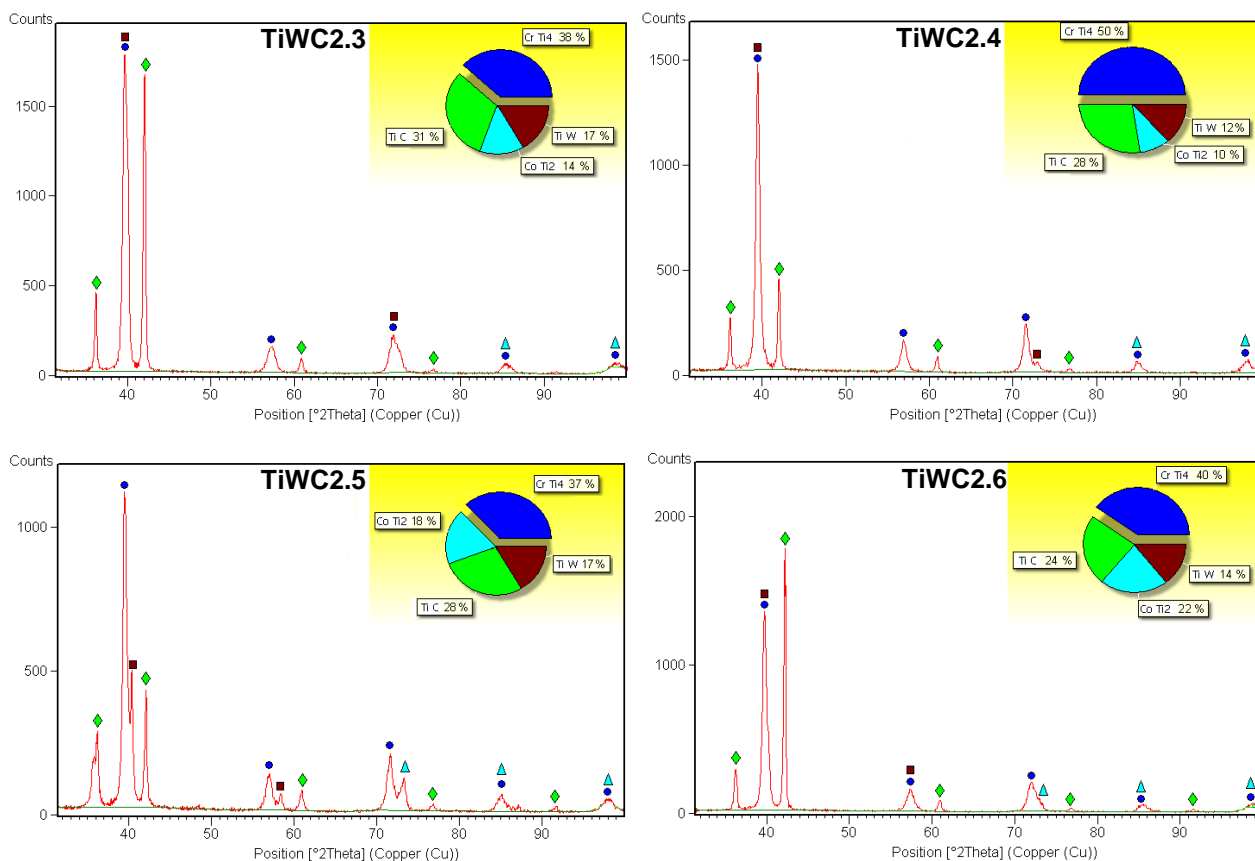 Counts
TiWC2.3
Cr Ti4 38 %
Ti C 31 %
Ti W 17 %
Co Ti2 14 %
1500
1000
500
0
40 50 60 70 80 90
Position [°2Theta] (Copper (Cu))
Counts
TiWC2.4
Cr Ti4 50 %
Ti W 12%
Co Ti2 10 %
Ti C 28 %
1500
1000
500
0
40 50 60 70 80 90
Position [°2Theta] (Copper (Cu))
Counts
TiWC2.5
Cr Ti4 37 %
Co Ti2 18 %
Ti W 17 %
Ti C 28 %
1000
500
0
40 50 60 70 80 90
Position [°2Theta] (Copper (Cu))
Counts
TiWC2.6
Cr Ti4 40 %
Ti C 24 %
Ti W 14 %
Co Ti2 22 %
2000
1000
0
40 50 60 70 80 90
Position [°2Theta] (Copper (Cu))